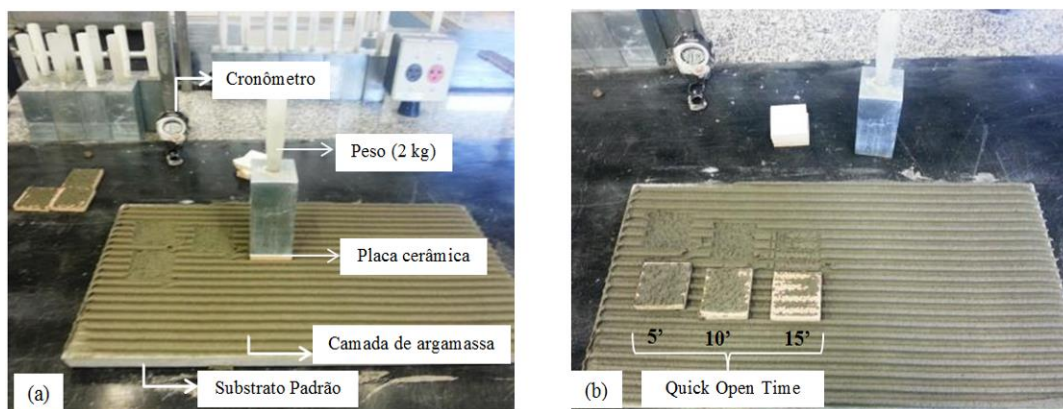 Cronômetro
Peso (2 kg)
Placa cerâmica
Camada de argamassa
Substrato Padrão
(a)
5' 10' 15'
Quick Open Time
(b)